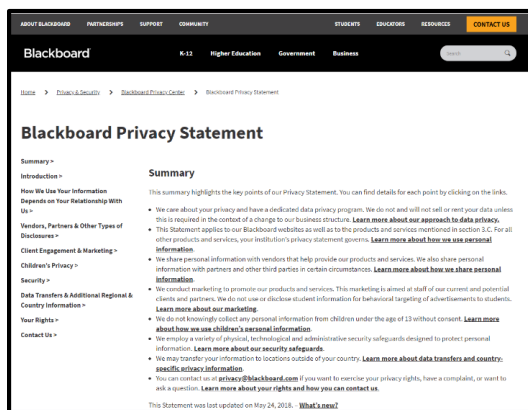 ABOUT BLACKBOARD PARTNERSHIPS SUPPORT COMMUNITY STUDENTS EDUCATORS RESOURCES CONTACT US
Blackboard K-12 Higher Education Government Business Search
Home > Privacy & Security > Blackboard Privacy Center > Blackboard Privacy Statement
Blackboard Privacy Statement
Summary >
Introduction >
How We Use Your Information
Depends on Your Relationship With
Us >
Vendors, Partners & Other Types of
Disclosures >
Client Engagement & Marketing >
Children's Privacy >
Security >
Data Transfers & Additional Regional &
Country Information >
Your Rights >
Contact Us >
Summary
This summary highlights the key points of our Privacy Statement. You can find details for each point by clicking on the links.
• We care about your privacy and have a dedicated data privacy program. We do not and will not sell or rent your data unless
this is required in the context of a change to our business structure. Learn more about our approach to data privacy.
• This Statement applies to our Blackboard websites as well as to the products and services mentioned in section 3.C. For all
other products and services, your institution's privacy statement governs. Learn more about how we use personal
information.
• We share personal information with vendors that help provide our products and services. We also share personal
information with partners and other third parties in certain circumstances. Learn more about how we share personal
information.
• We conduct marketing to promote our products and services. This marketing is aimed at staff of our current and potential
clients and partners. We do not use or disclose student information for behavioral targeting of advertisements to students.
Learn more about our marketing.
• We do not knowingly collect any personal information from children under the age of 13 without consent. Learn more
about how we use children's personal information.
• We employ a variety of physical, technological and administrative security safeguards designed to protect personal
information. Learn more about our security safeguards.
• We may transfer your information to locations outside of your country. Learn more about data transfers and country-
specific privacy information.
• You can contact us at privacy@blackboard.com if you want to exercise your privacy rights, have a complaint, or want to
ask a question. Learn more about your rights and how you can contact us.
This Statement was last updated on May 24, 2018. - What's new?